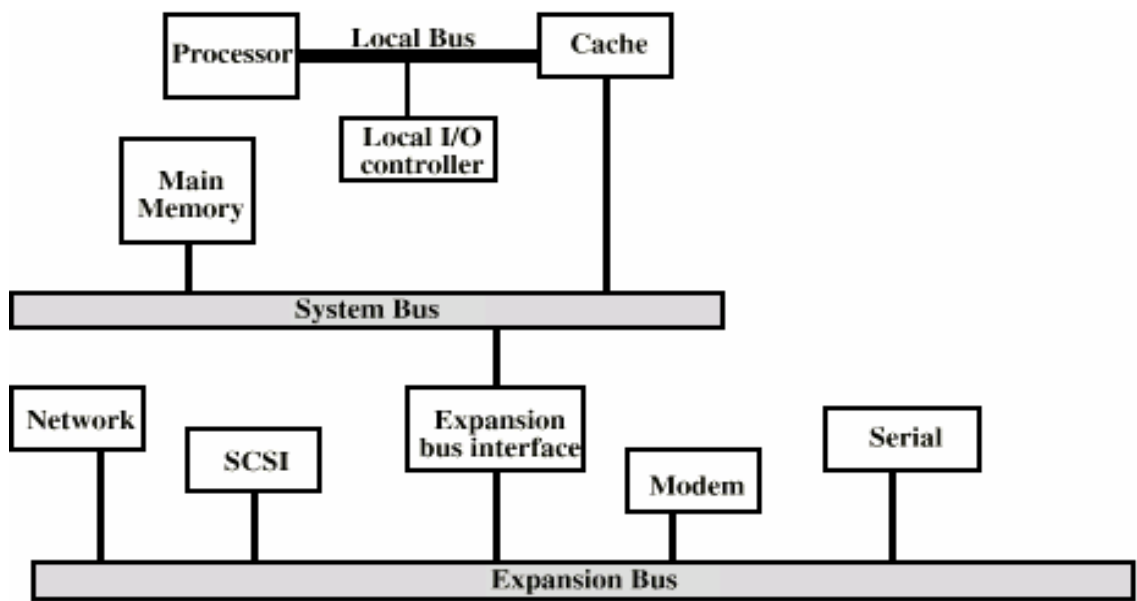 Processor
Local Bus
Cache
Local I/O
controller
Main
Memory
System Bus
Network
SCSI
Expansion
bus interface
Modem
Serial
Expansion Bus